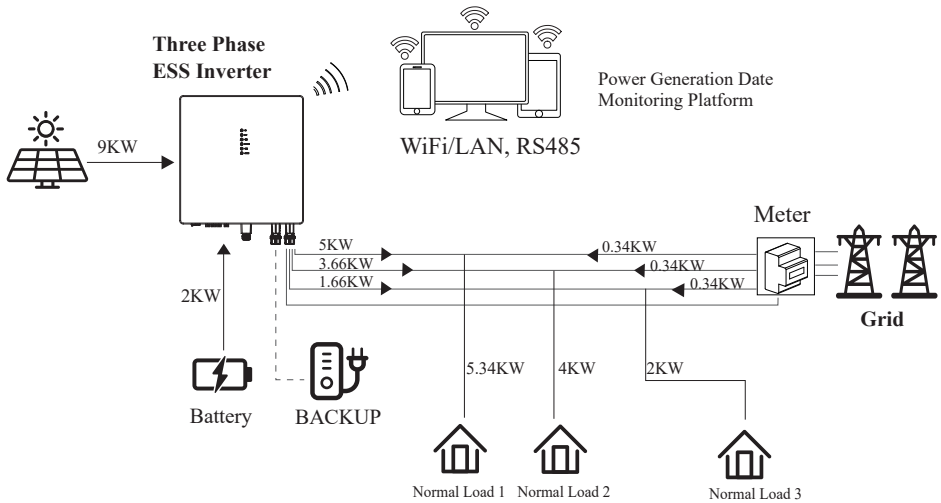 Three Phase
ESS Inverter
Power Generation Date
Monitoring Platform
WiFi/LAN, RS485
9KW
Meter
5KW
0.34KW
3.66KW
0.34KW
1.66KW
0.34KW
2KW
Grid
5.34KW
4KW
2KW
Battery
BACKUP
Normal Load 1
Normal Load 2
Normal Load 3